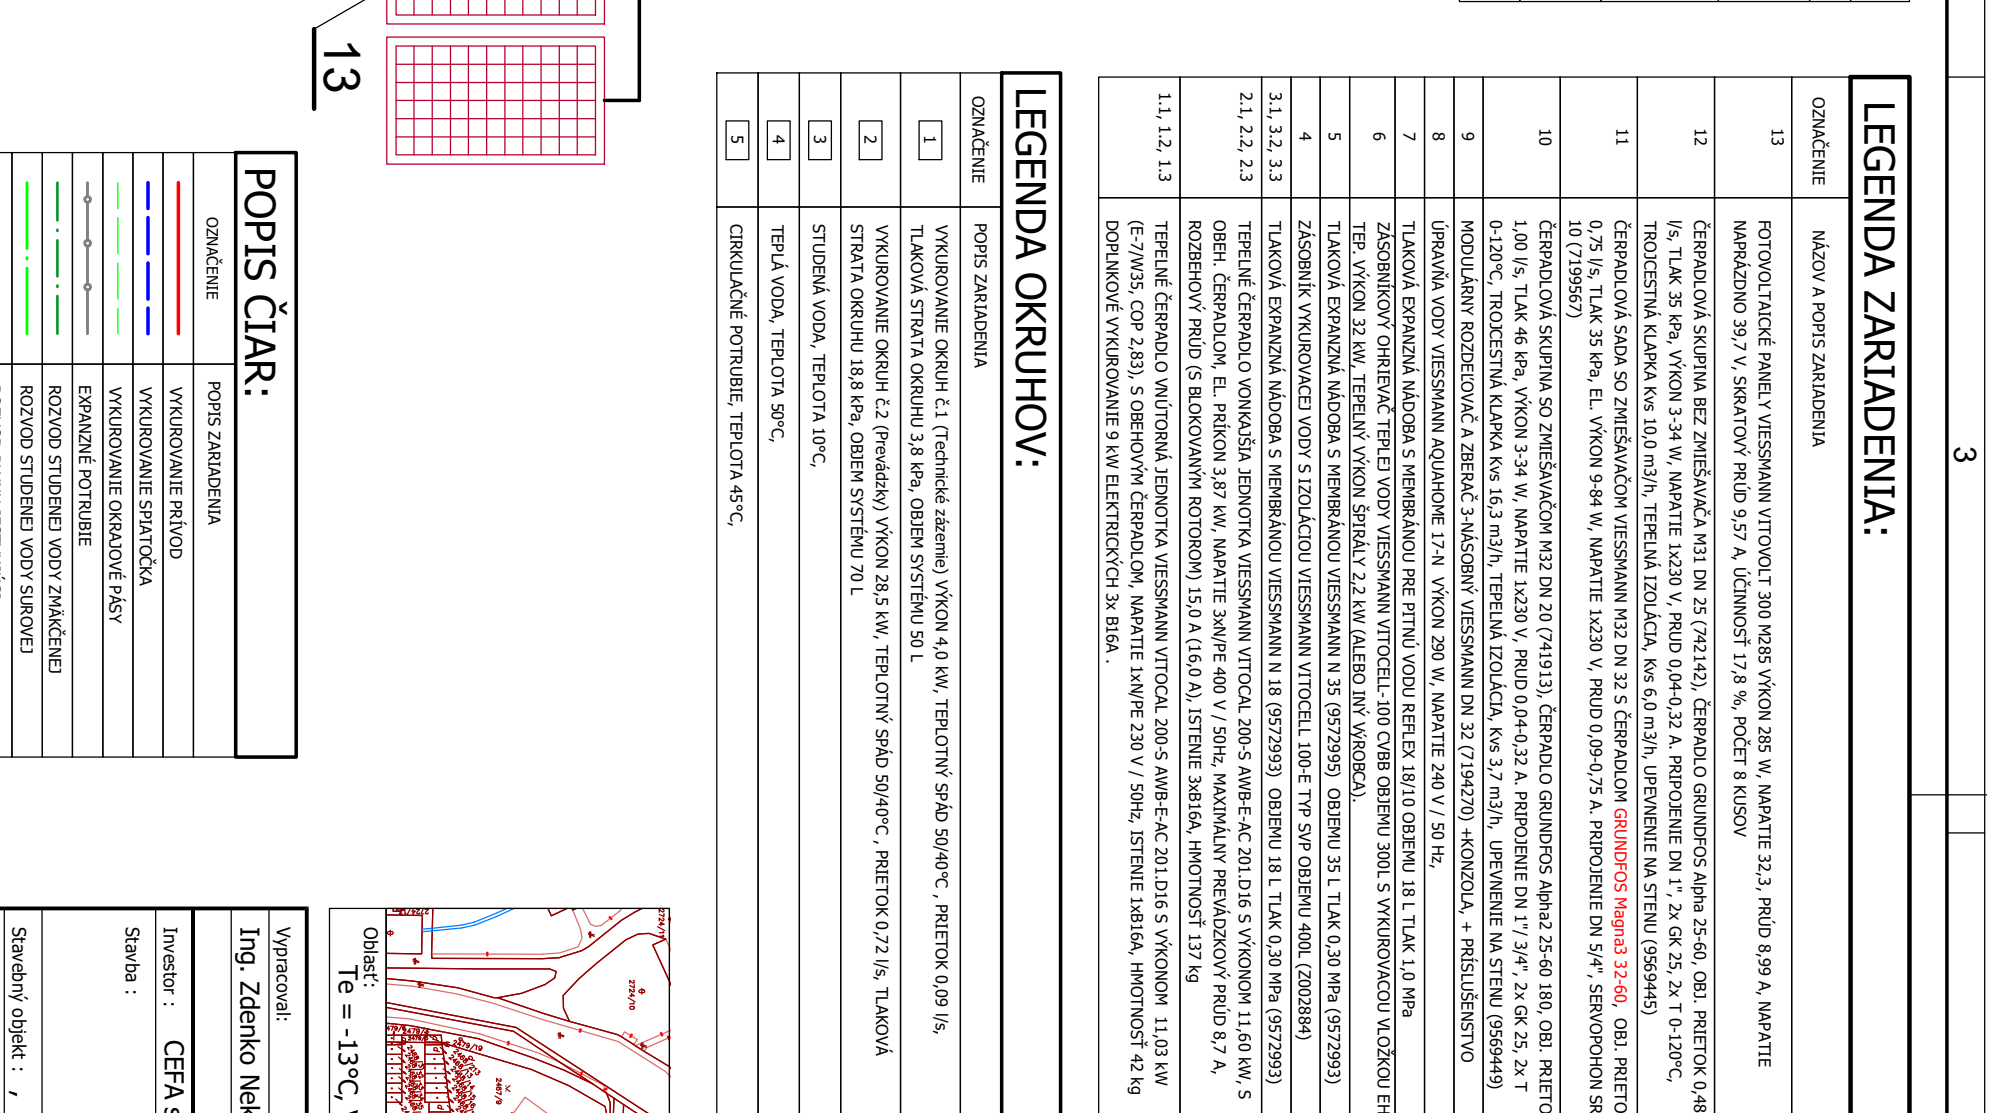 3
LEGENDA ZARIADENIA:
OZNAČENIE
NÁZOV A POPIS ZARIADENIA
13
FOTOVOLTAICKÉ PANELY VIESSMANN VITOVOLT 300 M285 VÝKON 285 W, NAPATIE 32,3, PRÚD 8,99 A, NAPATIE
NAPRÁZDNO 39,7 V, SKRATOVÝ PRÚD 9,57 A, ÚČINNOSŤ 17,8 %, POČET 8 KUSOV
12
ČERPADLOVÁ SKUPINA BEZ ZMIEŠAVAČA M31 DN 25 (742142), ČERPADLO GRUNDFOS Alpha 25-60, OBJ. PRIETOK 0,48
l/s, TLAK 35 kPa, VÝKON 3-34 W, NAPATIE 1x230 V, PRUD 0,04-0,32 A. PRIPOJENIE DN 1", 2x GK 25, 2x T 0-120°C,
TROJCESTNÁ KLAPKA Kvs 10,0 m3/h, TEPELNÁ IZOLÁCIA, Kvs 6,0 m3/h, UPEVNENIE NA STENU (9569445)
11
ČERPADLOVÁ SADA SO ZMIEŠAVAČOM VIESSMANN M32 DN 32 S ČERPADLOM GRUNDFOS Magna3 32-60, OBJ. PRIETO
0,75 l/s, TLAK 35 kPa, EL. VÝKON 9-84 W, NAPATIE 1x230 V, PRUD 0,09-0,75 A. PRIPOJENIE DN 5/4", SERVOPOHON SR
10 (7199567)
10
ČERPADLOVÁ SKUPINA SO ZMIEŠAVAČOM M32 DN 20 (741913), ČERPADLO GRUNDFOS Alpha2 25-60 180, OBJ. PRIETO
1,00 l/s, TLAK 46 kPa, VÝKON 3-34 W, NAPATIE 1x230 V, PRUD 0,04-0,32 A. PRIPOJENIE DN 1"/ 3/4", 2x GK 25, 2x T
0-120°C, TROJCESTNÁ KLAPKA Kvs 16,3 m3/h, TEPELNÁ IZOLÁCIA, Kvs 3,7 m3/h, UPEVNENIE NA STENU (9569449)
9
MODULÁRNY ROZDEĽOVAČ A ZBERAČ 3-NÁSOBNÝ VIESSMANN DN 32 (7194270) +KONZOLA, + PRÍSLUŠENSTVO
8
ÚPRAVŇA VODY VIESSMANN AQUAHOME 17-N VÝKON 290 W, NAPATIE 240 V / 50 Hz,
7
TLAKOVÁ EXPANZNÁ NÁDOBA S MEMBRÁNOU PRE PITNÚ VODU REFLEX 18/10 OBJEMU 18 L TLAK 1,0 MPa
6
ZÁSOBNÍKOVÝ OHRIEVAČ TEPLEJ VODY VIESSMANN VITOCELL-100 CVBB OBJEMU 300L S VYKUROVACOU VLOŽKOU EH
TEP. VÝKON 32 kW, TEPELNÝ VÝKON ŠPIRÁLY 2,2 kW (ALEBO INÝ VÝROBCA).
5
TLAKOVÁ EXPANZNÁ NÁDOBA S MEMBRÁNOU VIESSMANN N 35 (9572995) OBJEMU 35 L TLAK 0,30 MPa (9572993)
4
ZÁSOBNÍK VYKUROVACEJ VODY S IZOLÁCIOU VIESSMANN VITOCELL 100-E TYP SVP OBJEMU 400L (Z002884)
3.1, 3.2, 3.3
TLAKOVÁ EXPANZNÁ NÁDOBA S MEMBRÁNOU VIESSMANN N 18 (9572993) OBJEMU 18 L TLAK 0,30 MPa (9572993)
2.1, 2.2, 2.3
TEPELNÉ ČERPADLO VONKAJŠIA JEDNOTKA VIESSMANN VITOCAL 200-S AWB-E-AC 201.D16 S VÝKONOM 11,60 kW, S
OBEH. ČERPADLOM, EL. PRÍKON 3,87 kW, NAPATIE 3xN/PE 400 V / 50Hz, MAXIMÁLNY PREVÁDZKOVÝ PRÚD 8,7 A,
ROZBEHOVÝ PRÚD (S BLOKOVANÝM ROTOROM) 15,0 A (16,0 A), ISTENIE 3xB16A, HMOTNOSŤ 137 kg
1.1, 1.2, 1.3
TEPELNÉ ČERPADLO VNÚTORNÁ JEDNOTKA VIESSMANN VITOCAL 200-S AWB-E-AC 201.D16 S VÝKONOM 11,03 kW
(E-7/W35, COP 2,83), S OBEHOVÝM ČERPADLOM, NAPATIE 1xN/PE 230 V / 50Hz, ISTENIE 1xB16A, HMOTNOSŤ 42 kg
DOPLNKOVÉ VYKUROVANIE 9 kW ELEKTRICKÝCH 3x B16A .
LEGENDA OKRUHOV:
OZNAČENIE
POPIS ZARIADENIA
1
VYKUROVANIE OKRUH č.1 (Technické zázemie) VÝKON 4,0 kW, TEPLOTNÝ SPÁD 50/40°C , PRIETOK 0,09 l/s,
TLAKOVÁ STRATA OKRUHU 3,8 kPa, OBJEM SYSTÉMU 50 L
2
VYKUROVANIE OKRUH č.2 (Prevádzky) VÝKON 28,5 kW, TEPLOTNÝ SPÁD 50/40°C , PRIETOK 0,72 l/s, TLAKOVÁ
STRATA OKRUHU 18,8 kPa, OBJEM SYSTÉMU 70 L
3
STUDENÁ VODA, TEPLOTA 10°C,
4
TEPLÁ VODA, TEPLOTA 50°C,
5
CIRKULAČNÉ POTRUBIE, TEPLOTA 45°C,
13
POPIS ČIAR:
OZNAČENIE
POPIS ZARIADENIA
VYKUROVANIE PRÍVOD
VYKUROVANIE SPIATOČKA
VYKUROVANIE OKRAJOVÉ PÁSY
EXPANZNÉ POTRUBIE
ROZVOD STUDENEJ VODY ZMÄKČENEJ
ROZVOD STUDENEJ VODY SUROVEJ
2724/11
2724/10
2479/19
2467/9
Oblasť:
Te = -13°C,
Vypracoval:
Ing. Zdenko Nek
Investor : CEFA s
Stavba :
Stavebný objekt : ,